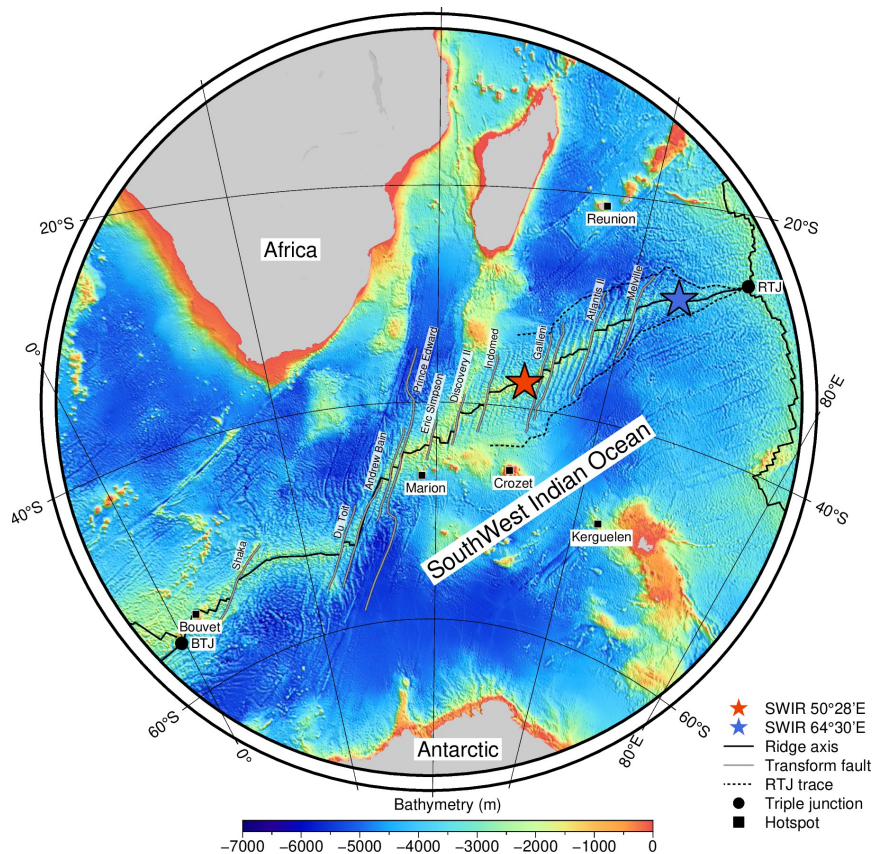 20°S
20°S
Reunion
Africa
RTJ
Melville
Atlantis II
0°
Prince Edward
Gallieni
Indomed
Discovery II
Eric Simpson
80°E
Andrew Bain
Marion
Crozet
SouthWest Indian Ocean
40°S
40°S
Du Toit
Kerguelen
Shaka
Bouvet
BTJ
60°S
60°S
0°
80°E
Antarctic
SWIR 50°28'E
SWIR 64°30'E
Ridge axis
Transform fault
RTJ trace
Triple junction
Hotspot
Bathymetry (m)
−7000 −6000 −5000 −4000 −3000 −2000 −1000 0